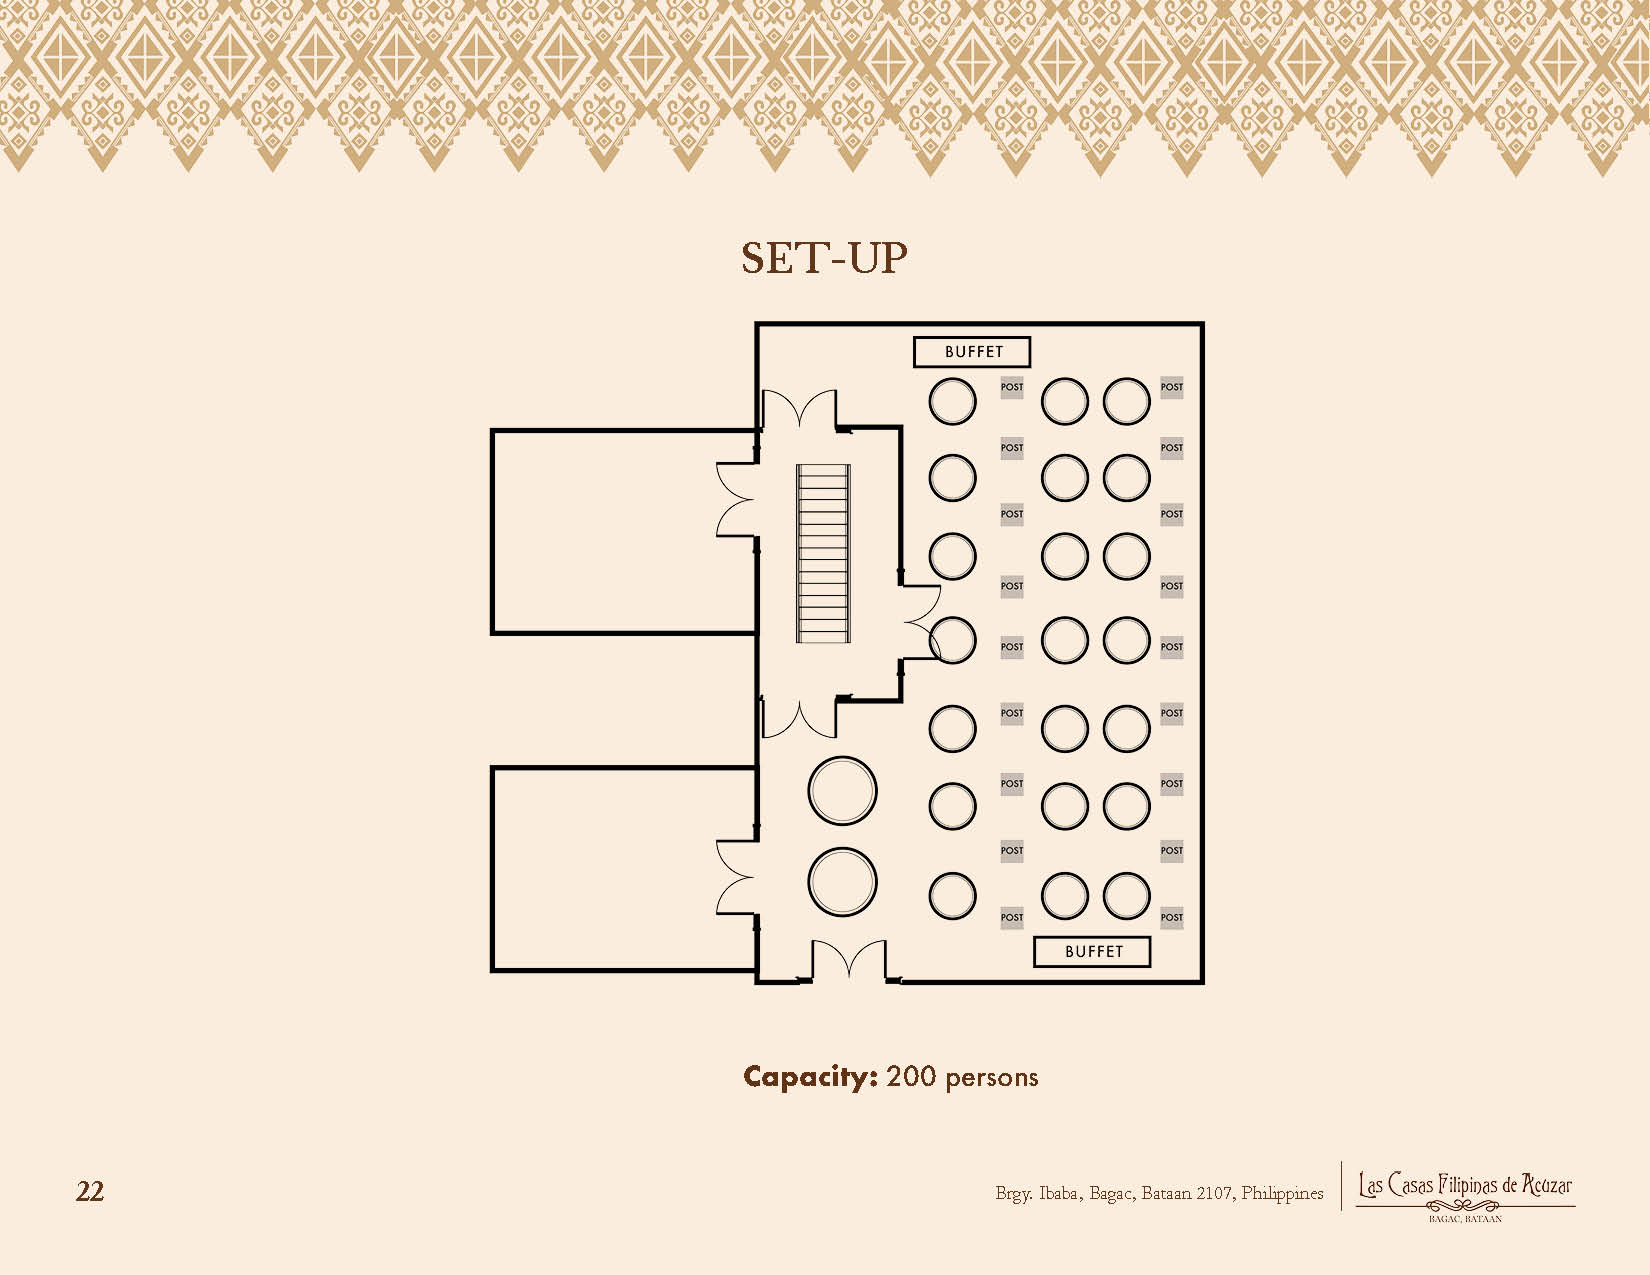 SET-UP
BUFFET
POST POST
POST POST
POST POST
POST POST
POST POST
POST POST
POST POST
POST POST
POST POST
BUFFET
Capacity: 200 persons
22
Brgy. Ibaba, Bagac, Bataan 2107, Philippines
Las Casas Filipinas de Acuzar
BAGAC, BATAAN